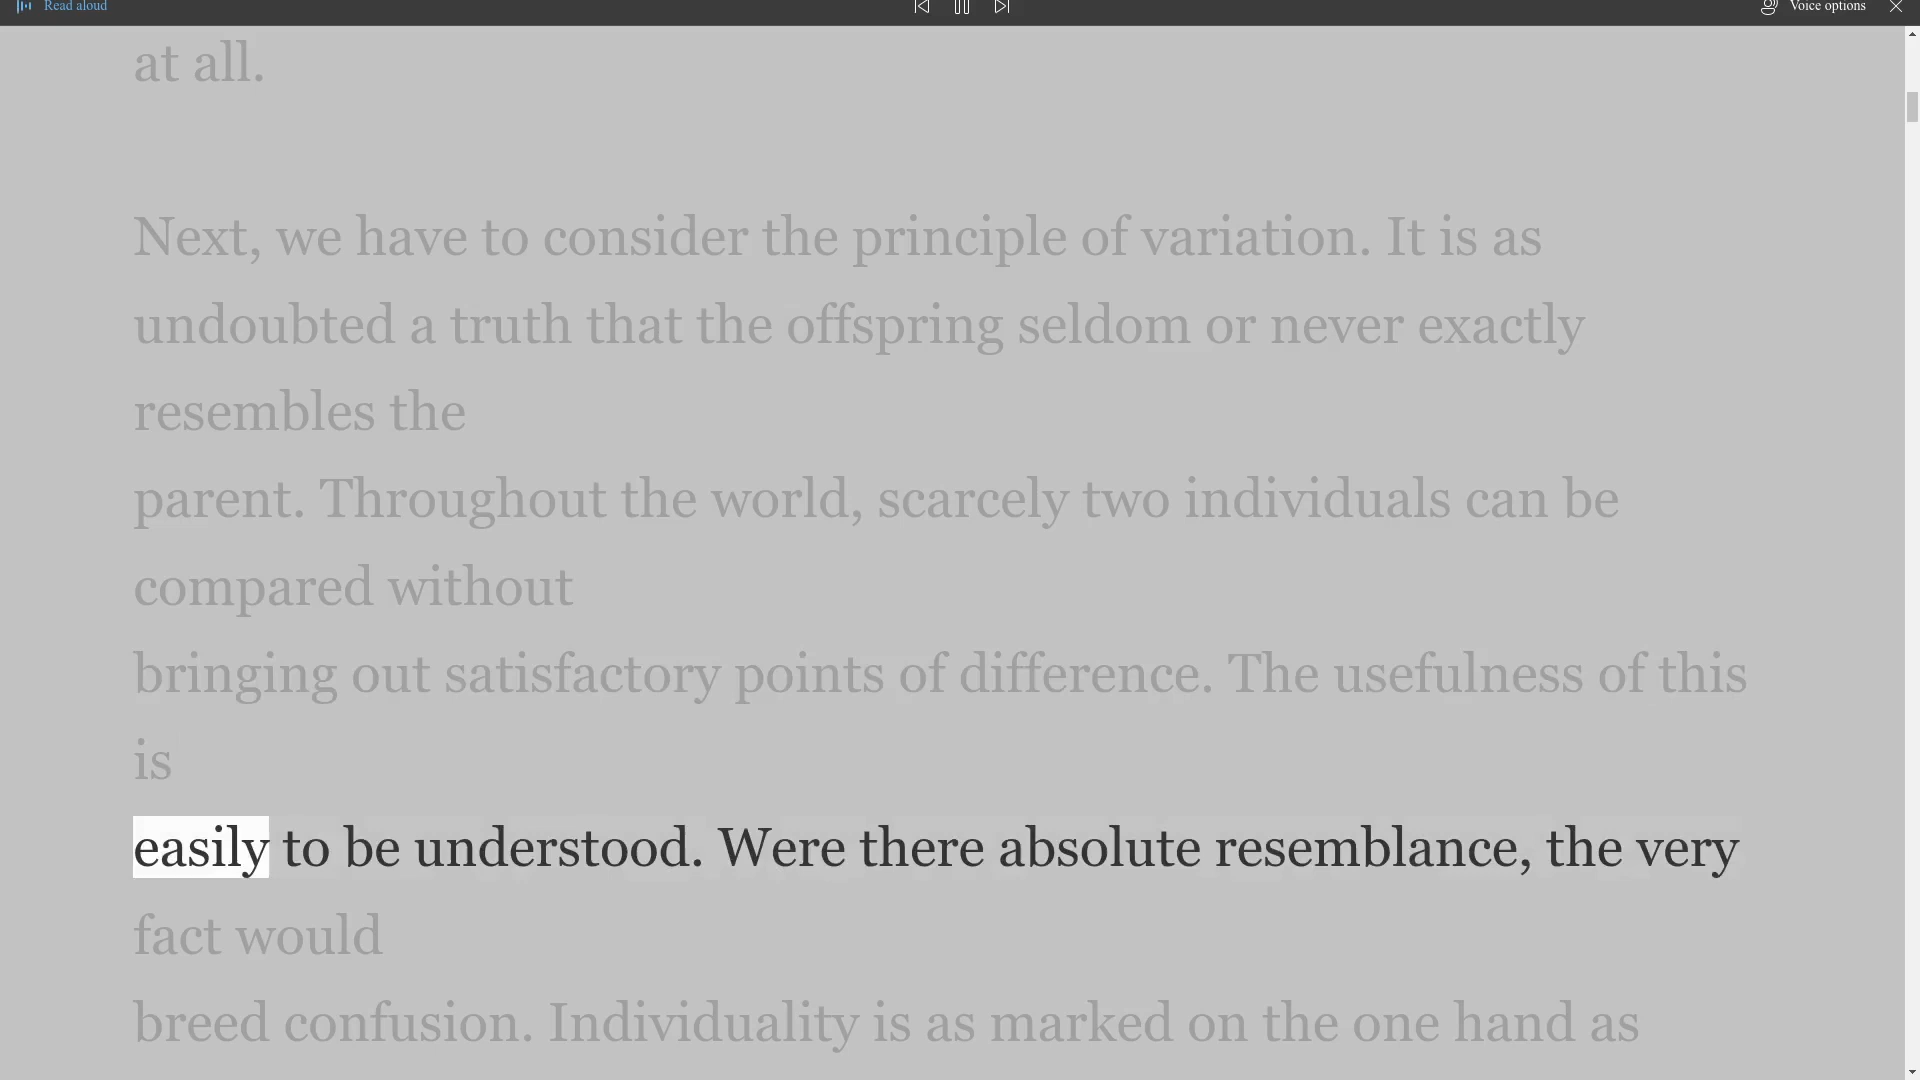 Read aloud
Voice options
at all.
Next, we have to consider the principle of variation. It is as
undoubted a truth that the offspring seldom or never exactly
resembles the
parent. Throughout the world, scarcely two individuals can be
compared without
bringing out satisfactory points of difference. The usefulness of this
is
easily to be understood. Were there absolute resemblance, the very
fact would
breed confusion. Individuality is as marked on the one hand as